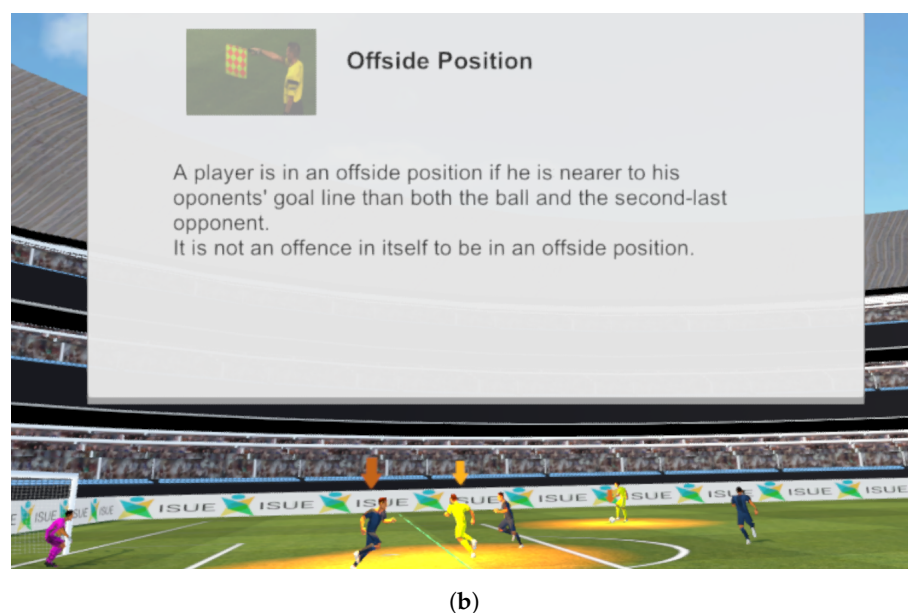 Offside Position
A player is in an offside position if he is nearer to his
oponents' goal line than both the ball and the second-last
opponent.
It is not an offence in itself to be in an offside position.
ISUE ISUE ISUE ISUE ISUE ISUE ISUE ISUE
(b)